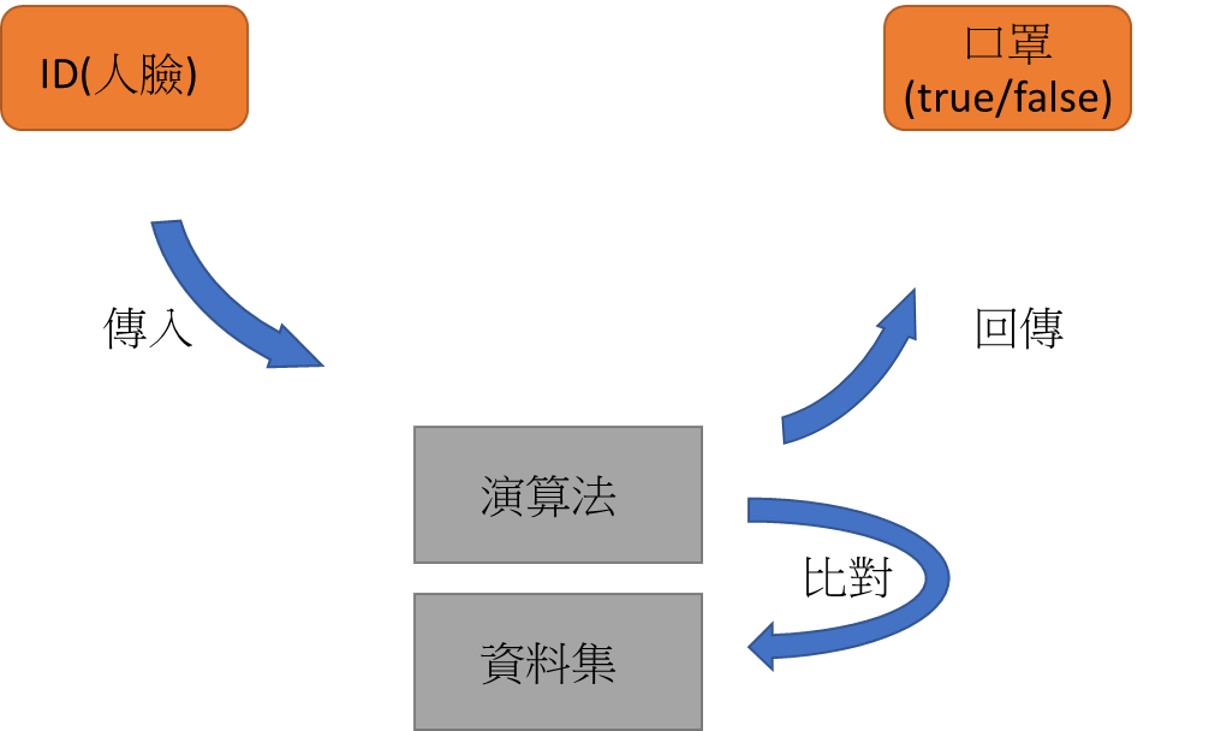 ID(人臉)
口罩
(true/false)
傳入
回傳
演算法
比對
資料集